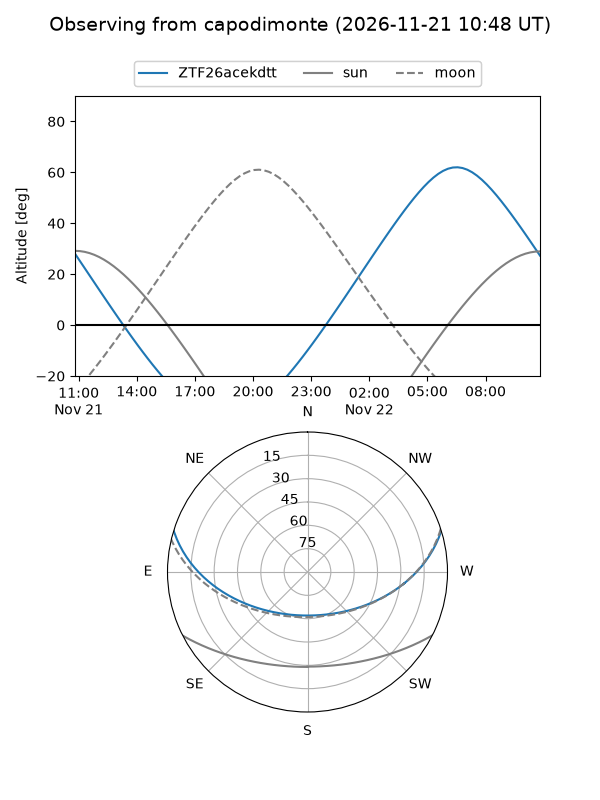 Observing from capodimonte (2026-11-21 10:48 UT)
ZTF26acekdtt sun moon
Altitude [deg]
80
60
40
20
0
−20
11:00 14:00 17:00 20:00 23:00 02:00 05:00 08:00
Nov 21 Nov 22
N
NE NW
15
30
45
60
75
E W
SE SW
S